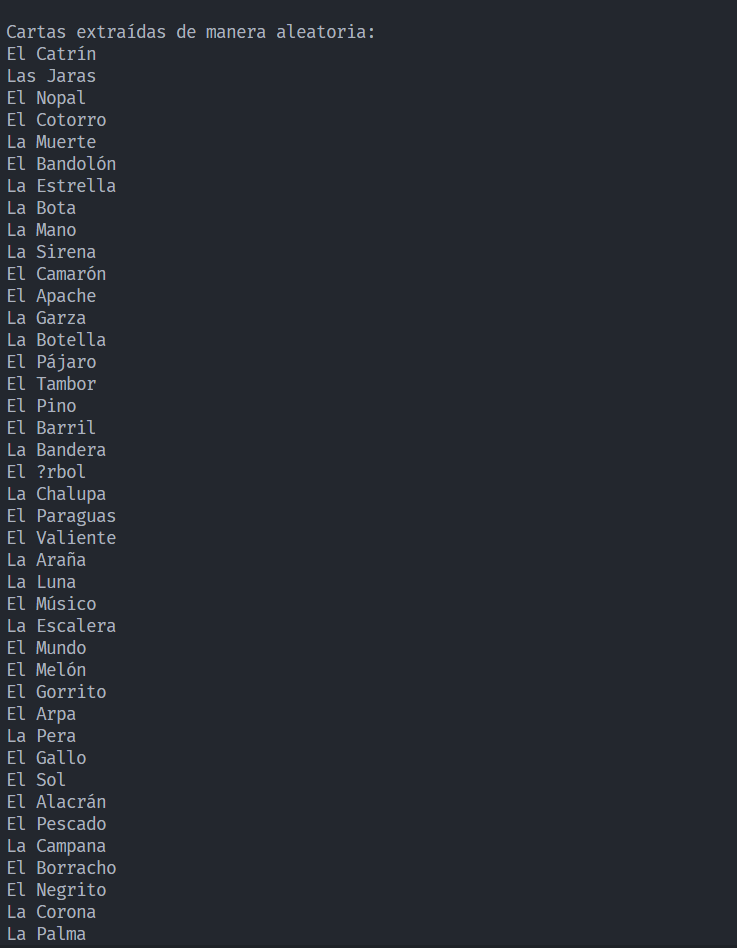 Cartas extraídas de manera aleatoria:
El Catrín
Las Jaras
El Nopal
El Cotorro
La Muerte
El Bandolón
La Estrella
La Bota
La Mano
La Sirena
El Camarón
El Apache
La Garza
La Botella
El Pájaro
El Tambor
El Pino
El Barril
La Bandera
El ?rbol
La Chalupa
El Paraguas
El Valiente
La Araña
La Luna
El Músico
La Escalera
El Mundo
El Melón
El Gorrito
El Arpa
La Pera
El Gallo
El Sol
El Alacrán
El Pescado
La Campana
El Borracho
El Negrito
La Corona
La Palma